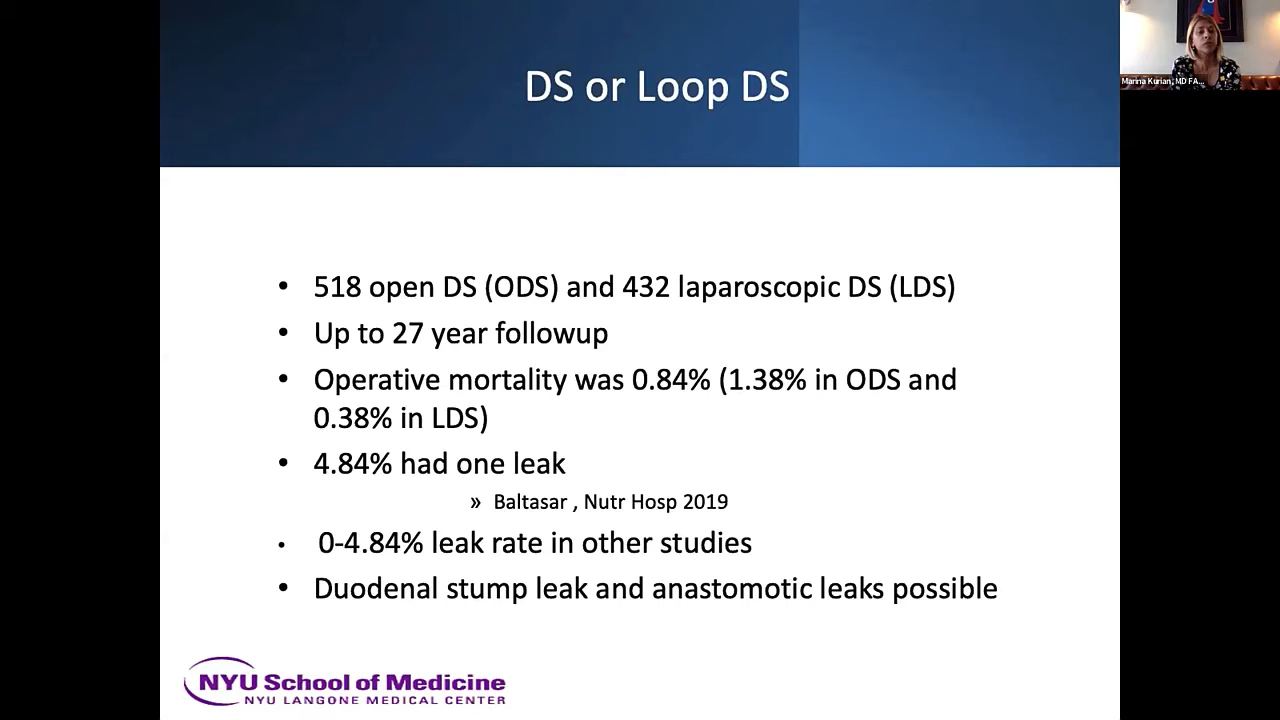 DS or Loop DS
Marina Kurian, MD FA...
• 518 open DS (ODS) and 432 laparoscopic DS (LDS)
• Up to 27 year followup
• Operative mortality was 0.84% (1.38% in ODS and
0.38% in LDS)
• 4.84% had one leak
» Baltasar , Nutr Hosp 2019
• 0-4.84% leak rate in other studies
• Duodenal stump leak and anastomotic leaks possible
NYU School of Medicine
NYU LANGONE MEDICAL CENTER